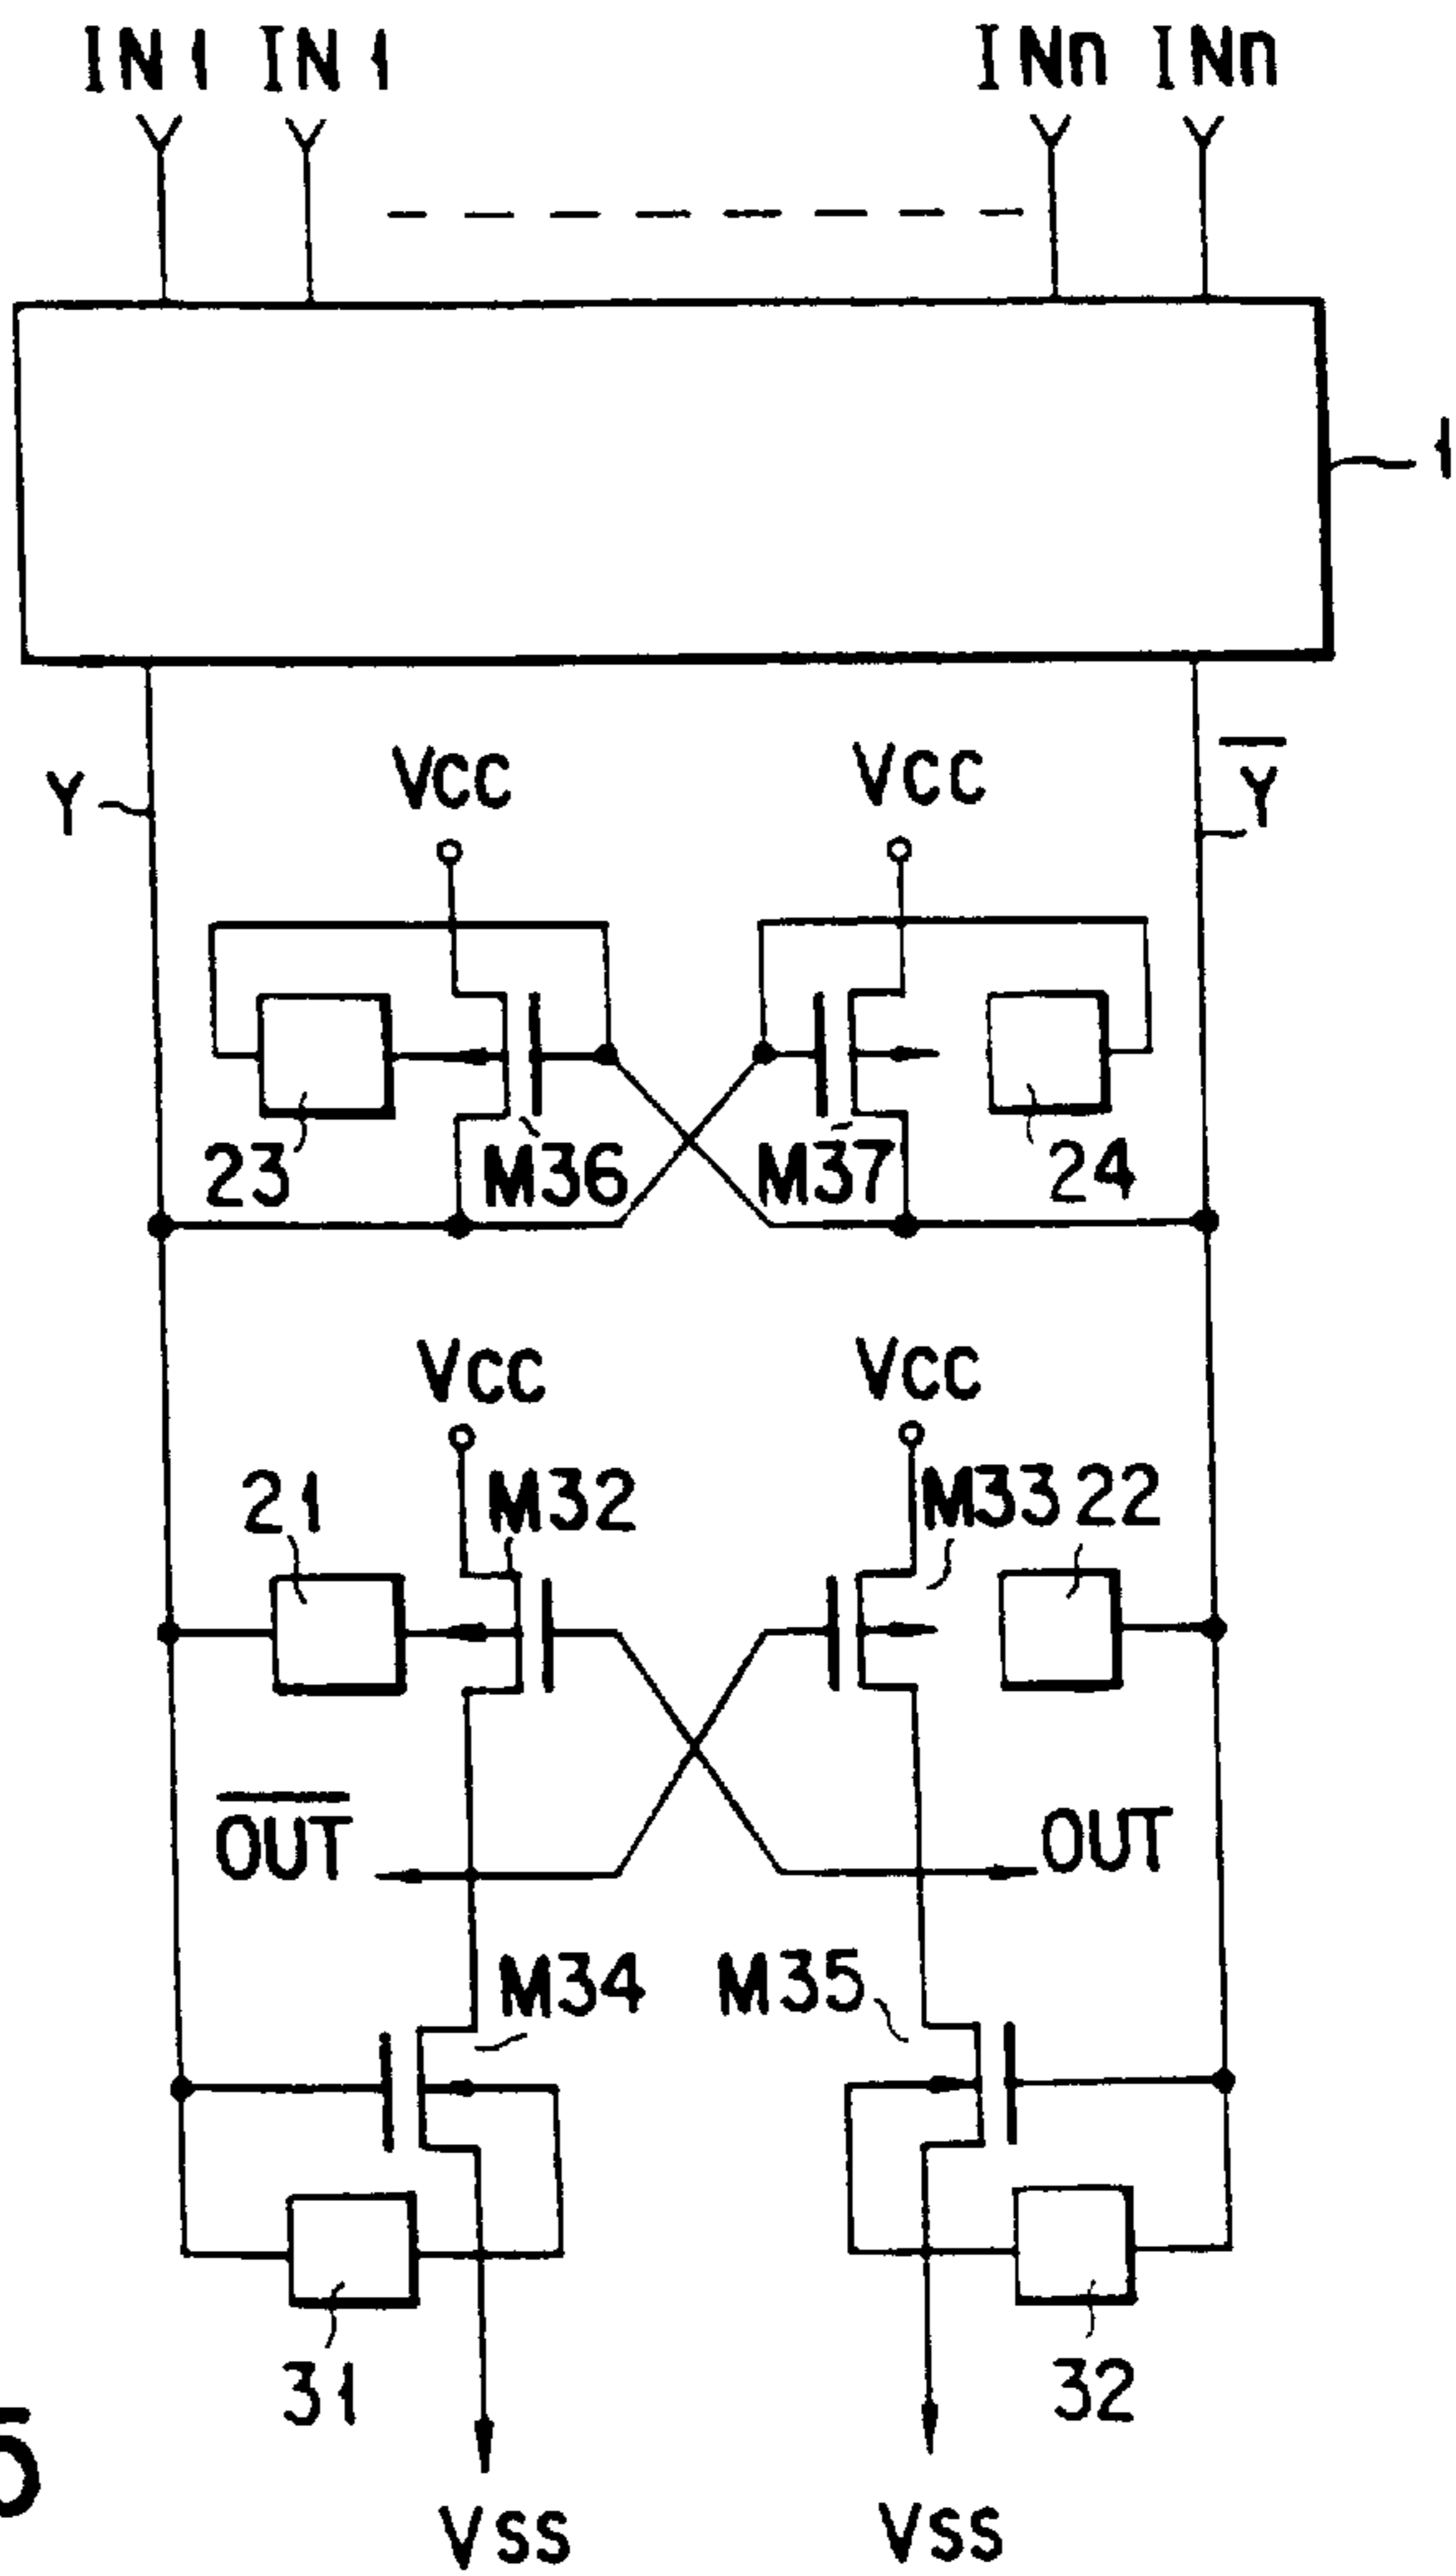 IN1 IN1 INn INn
1
Y VCC VCC Y̅
23 M36 M37 24
VCC VCC
21 M32 M33 22
O̅U̅T̅ OUT
M34 M35
31 32
5
VSS VSS